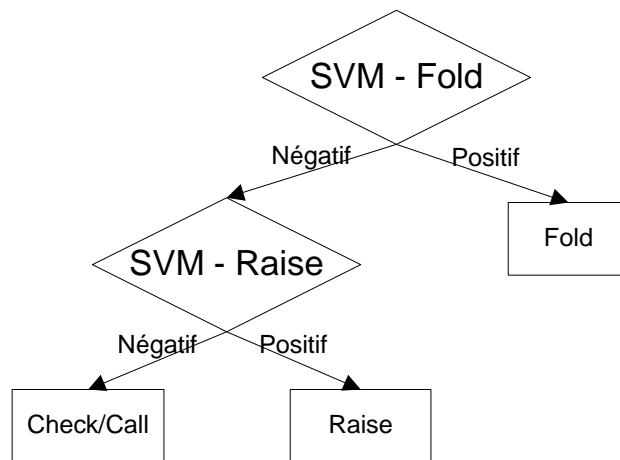 SVM - Fold
Négatif
Positif
Fold
SVM - Raise
Négatif
Positif
Check/Call
Raise